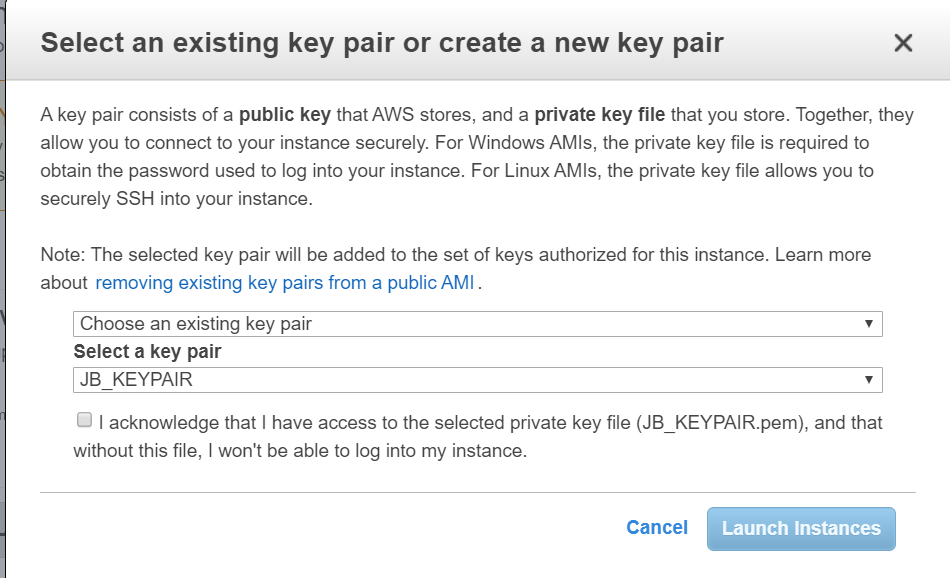 Select an existing key pair or create a new key pair
A key pair consists of a public key that AWS stores, and a private key file that you store. Together, they
allow you to connect to your instance securely. For Windows AMIs, the private key file is required to
obtain the password used to log into your instance. For Linux AMIs, the private key file allows you to
securely SSH into your instance.
Note: The selected key pair will be added to the set of keys authorized for this instance. Learn more
about removing existing key pairs from a public AMI.
Choose an existing key pair
Select a key pair
JB_KEYPAIR
I acknowledge that I have access to the selected private key file (JB_KEYPAIR.pem), and that
without this file, I won't be able to log into my instance.
Cancel Launch Instances